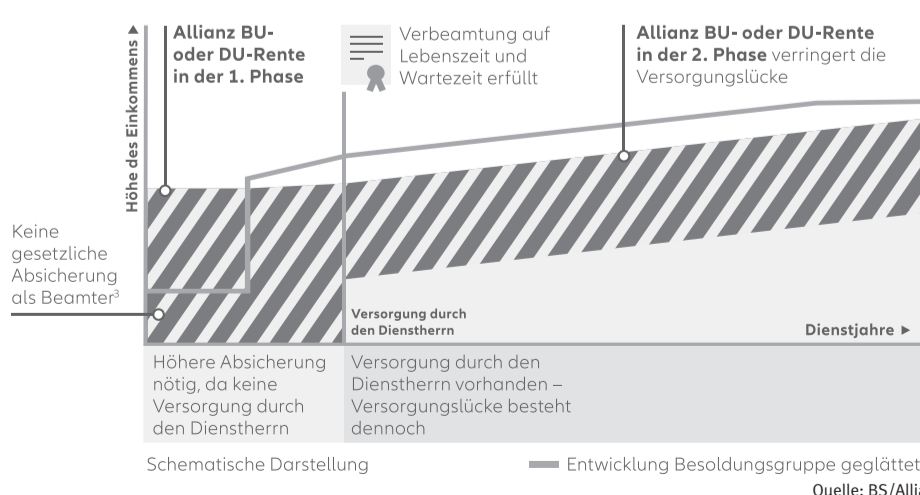 Höhe des Einkommens ▲
Allianz BU-
oder DU-Rente
in der 1. Phase
Verbeamtung auf
Lebenszeit und
Wartezeit erfüllt
Allianz BU- oder DU-Rente
in der 2. Phase verringert die
Versorgungslücke
Keine
gesetzliche
Absicherung
als Beamter³
Versorgung durch
den Dienstherrn
Dienstjahre ►
Höhere Absicherung
nötig, da keine
Versorgung durch
den Dienstherrn
Versorgung durch den
Dienstherrn vorhanden –
Versorgungslücke besteht
dennoch
Schematische Darstellung
Entwicklung Besoldungsgruppe geglättet
Quelle: BS/Allia